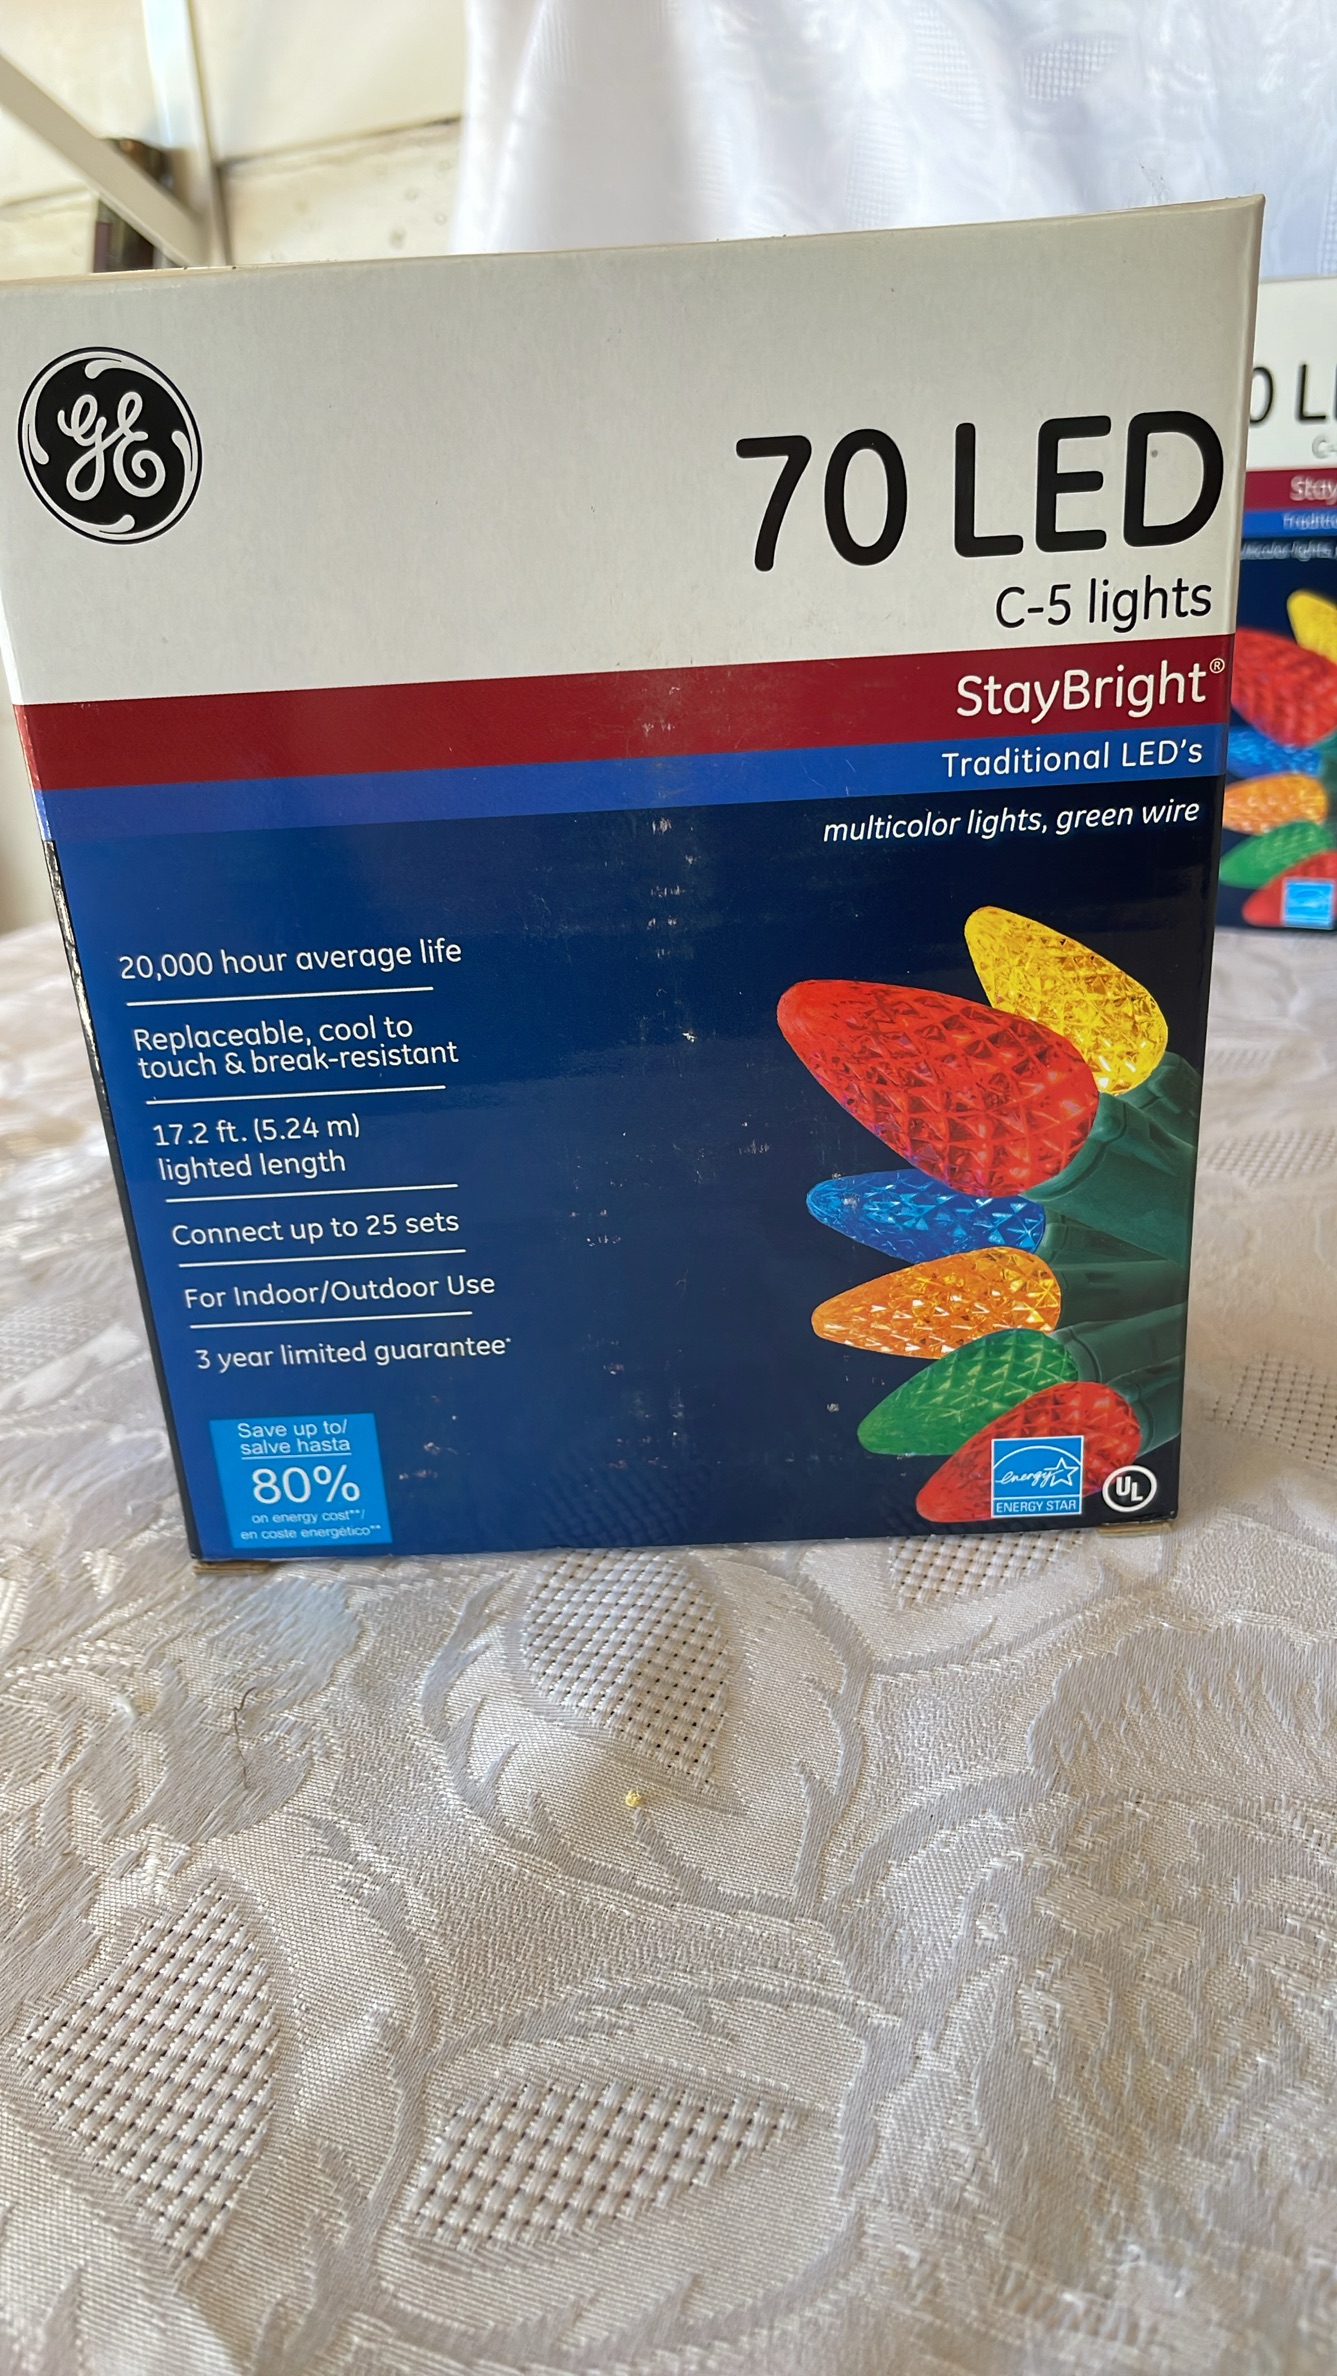 GE
70 LED
C-5 lights
StayBright®
Traditional LED's
multicolor lights, green wire
20,000 hour average life
Replaceable, cool to
touch & break-resistant
17.2 ft. (5.24 m)
lighted length
Connect up to 25 sets
For Indoor/Outdoor Use
3 year limited guarantee*
Save up to/
salve hasta
80%
on energy cost**/
en coste energético**
energy
ENERGY STAR
UL
0 L
C-
Stay